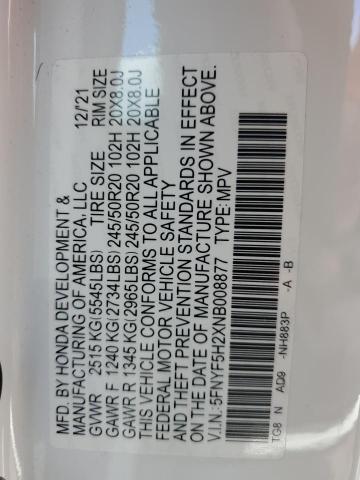 MFD. BY HONDA DEVELOPMENT &
MANUFACTURING OF AMERICA, LLC 12/21
GVWR 2515 KG(5545LBS) TIRE SIZE RIM SIZE
GAWR F 1240 KG(2734LBS) 245/50R20 102H 20X8.0J
GAWR R 1345 KG(2965LBS) 245/50R20 102H 20X8.0J
THIS VEHICLE CONFORMS TO ALL APPLICABLE
FEDERAL MOTOR VEHICLE SAFETY
AND THEFT PREVENTION STANDARDS IN EFFECT
ON THE DATE OF MANUFACTURE SHOWN ABOVE.
V.I.N.:5FNYF5H2XNB008877 TYPE:MPV
TG8 N AD9 -NH883P -A -B